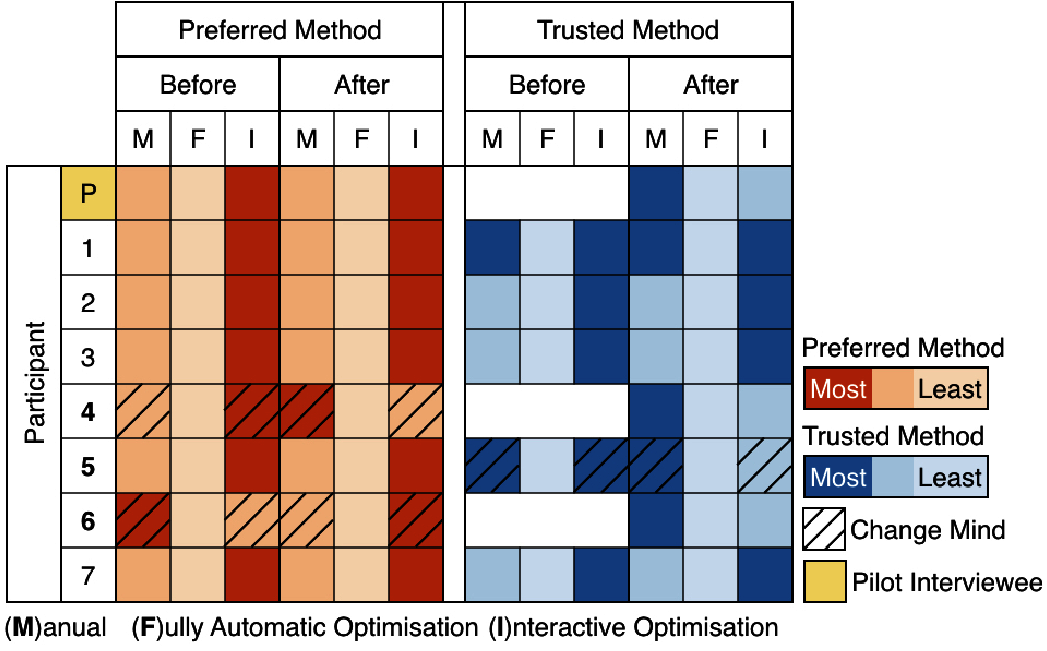 Preferred Method Trusted Method
Before After Before After
M F I M F I M F I M F I
Participant
P
1
2
3
4
5
6
7
Preferred Method
Most Least
Trusted Method
Most Least
Change Mind
Pilot Interviewee
(M)anual (F)ully Automatic Optimisation (I)nteractive Optimisation